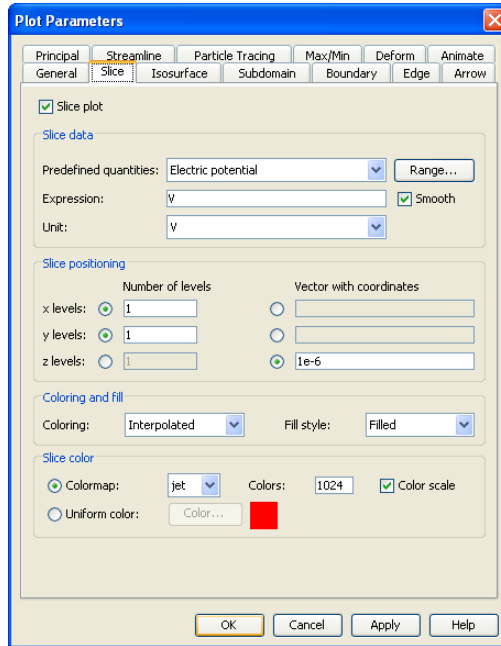 Plot Parameters
Principal Streamline Particle Tracing Max/Min Deform Animate
General Slice Isosurface Subdomain Boundary Edge Arrow
Slice plot
Slice data
Predefined quantities: Electric potential Range...
Expression: V Smooth
Unit: V
Slice positioning
Number of levels Vector with coordinates
x levels: 1
y levels: 1
z levels: 1 1e-6
Coloring and fill
Coloring: Interpolated Fill style: Filled
Slice color
Colormap: jet Colors: 1024 Color scale
Uniform color: Color...
OK Cancel Apply Help